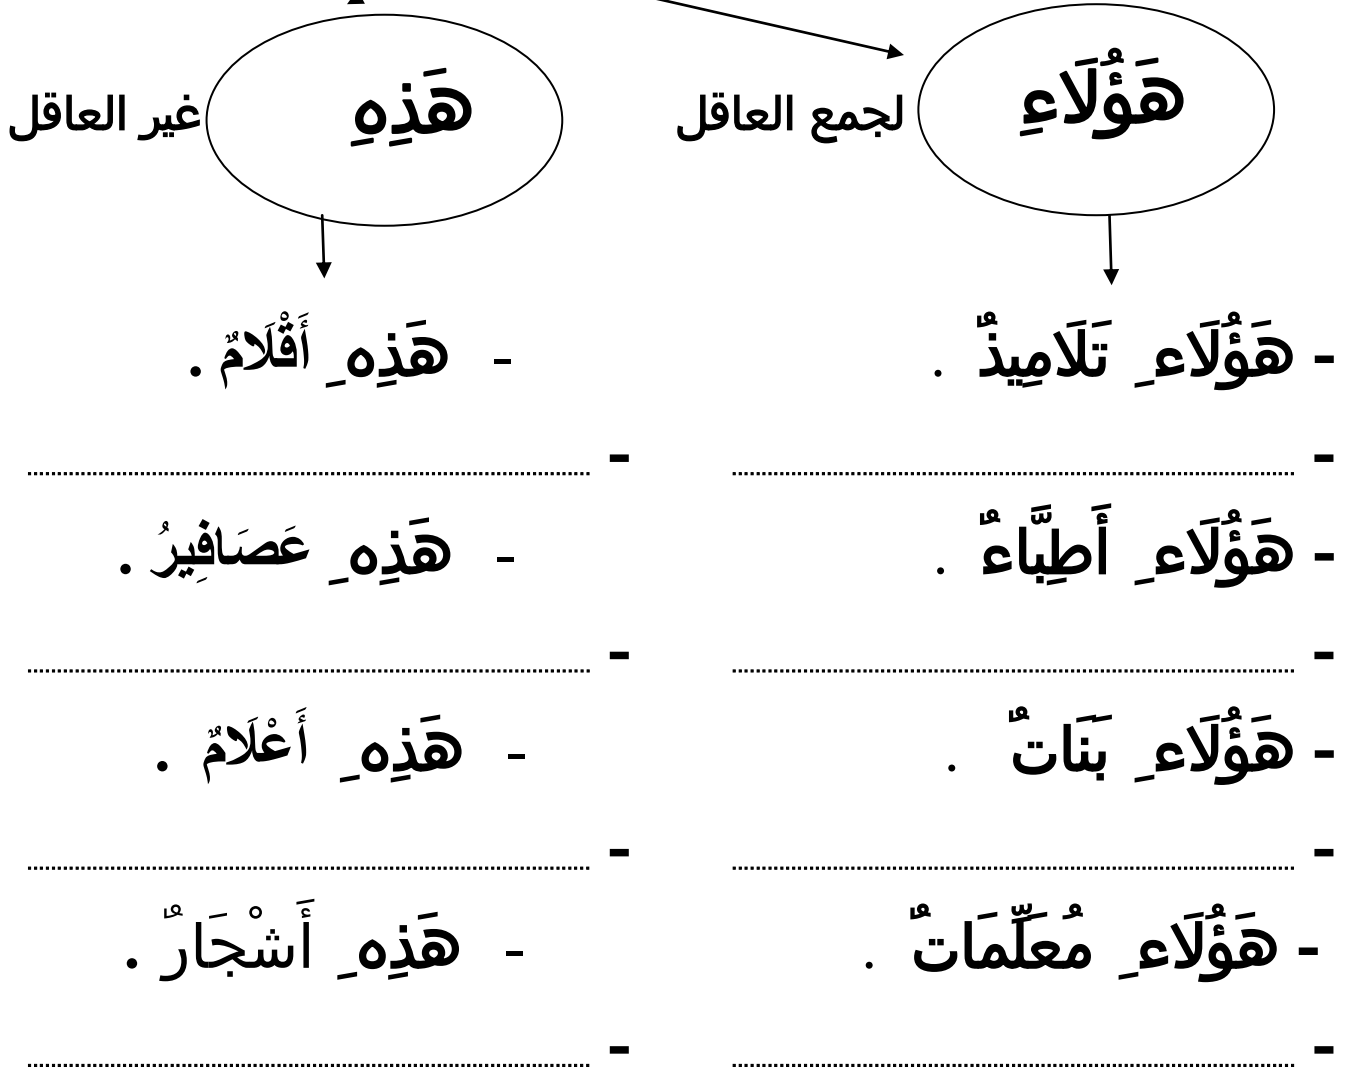 هَؤُلَاءِ لجمع العاقل
هَذِهِ غير العاقل
- هَؤُلَاءِ تَلَامِيذٌ .
- هَذِهِ أَقْلَامٌ .
- ........................................
- ........................................
- هَؤُلَاءِ أَطِبَّاءٌ .
- هَذِهِ عَصَافِيرُ .
- ........................................
- ........................................
- هَؤُلَاءِ بَنَاتٌ .
- هَذِهِ أَعْلَامٌ .
- ........................................
- ........................................
- هَؤُلَاءِ مُعَلِّمَاتٌ .
- هَذِهِ أَشْجَارٌ .
- ........................................
- ........................................